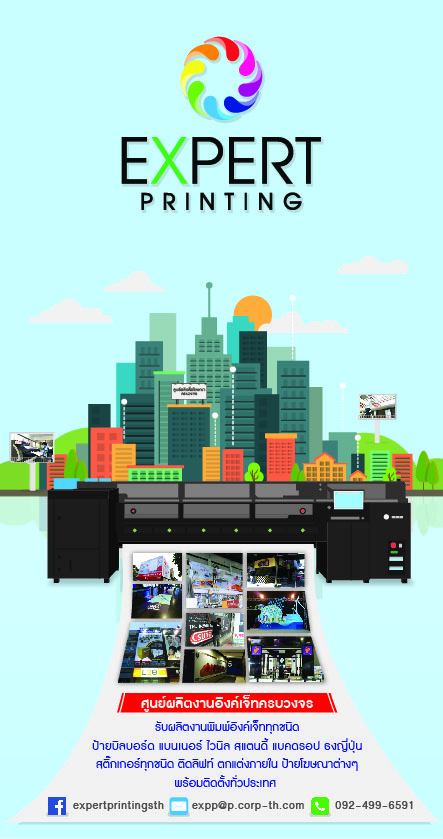 EXPERT
PRINTING
ศูนย์ผลิตงานอิงค์เจ็ทครบวงจร
รับผลิตงานพิมพ์อิงค์เจ็ททุกชนิด
ป้ายบิลบอร์ด แบนเนอร์ ไวนิล สแตนดี้ แบคดรอป ธงญี่ปุ่น
สติ๊กเกอร์ทุกชนิด ติดลิฟท์ ตกแต่งภายใน ป้ายโฆษณาต่างๆ
พร้อมติดตั้งทั่วประเทศ
expertprintingsth expp@p.corp-th.com 092-499-6591